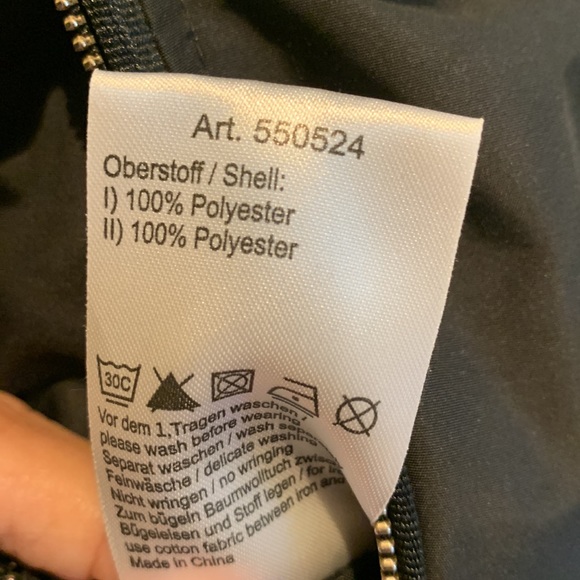 Art. 550524
Oberstoff / Shell:
I) 100% Polyester
II) 100% Polyester
30C
Vor dem 1.Tragen waschen /
please wash before wearing
Separat waschen / wash
Feinwäsche / delicate washing
Nicht wringen / no wringing
Zum bügeln Baumwolltuch
Bügeleisen und Stoff legen / for
use cotton fabric between iron and
Made in China